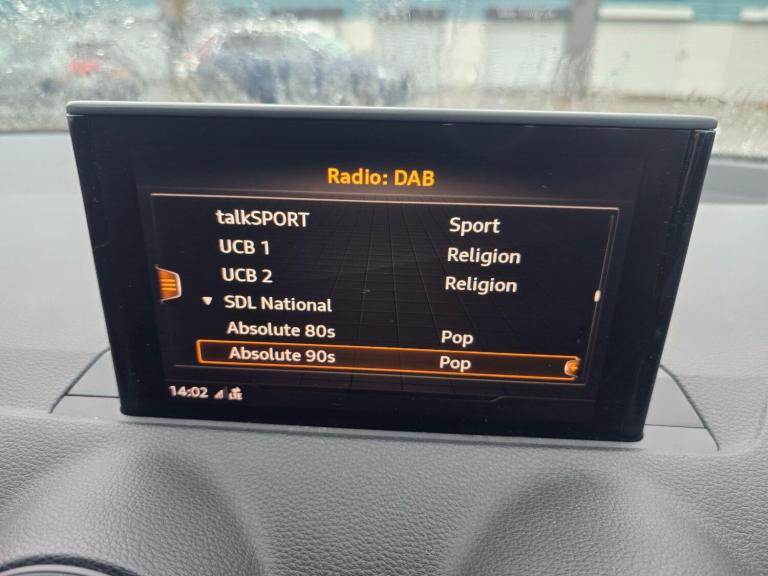 Radio: DAB
talkSPORT Sport
UCB 1 Religion
UCB 2 Religion
▼ SDL National
Absolute 80s Pop
Absolute 90s Pop
14:02 LTE